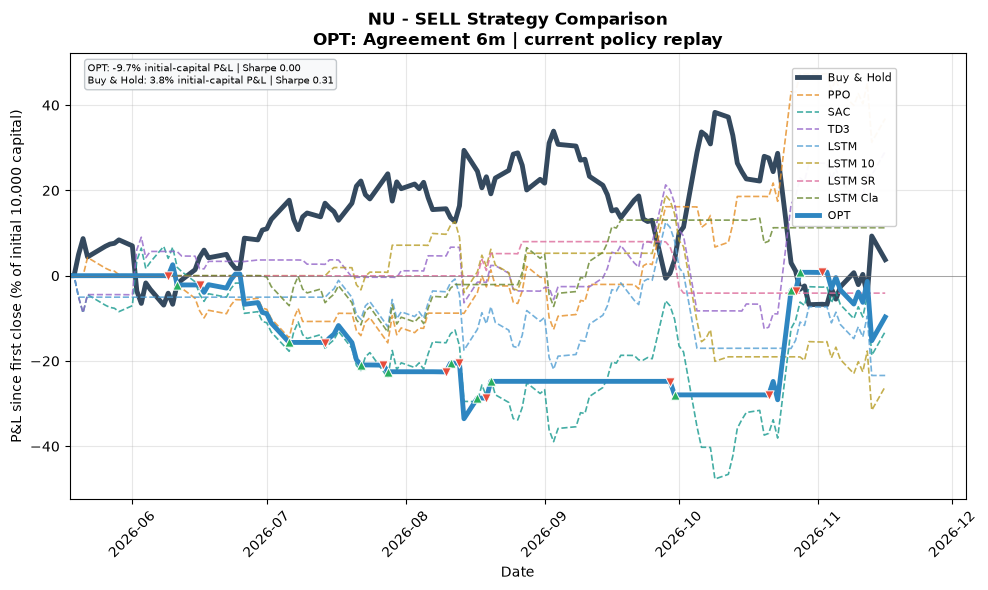 NU - SELL Strategy Comparison
OPT: Agreement 6m | current policy replay
OPT: -9.7% initial-capital P&L | Sharpe 0.00
Buy & Hold: 3.8% initial-capital P&L | Sharpe 0.31
Buy & Hold
PPO
SAC
TD3
LSTM
LSTM 10
LSTM SR
LSTM Cla
OPT
P&L since first close (% of initial 10,000 capital)
40
20
0
−20
−40
2026-06
2026-07
2026-08
2026-09
2026-10
2026-11
2026-12
Date